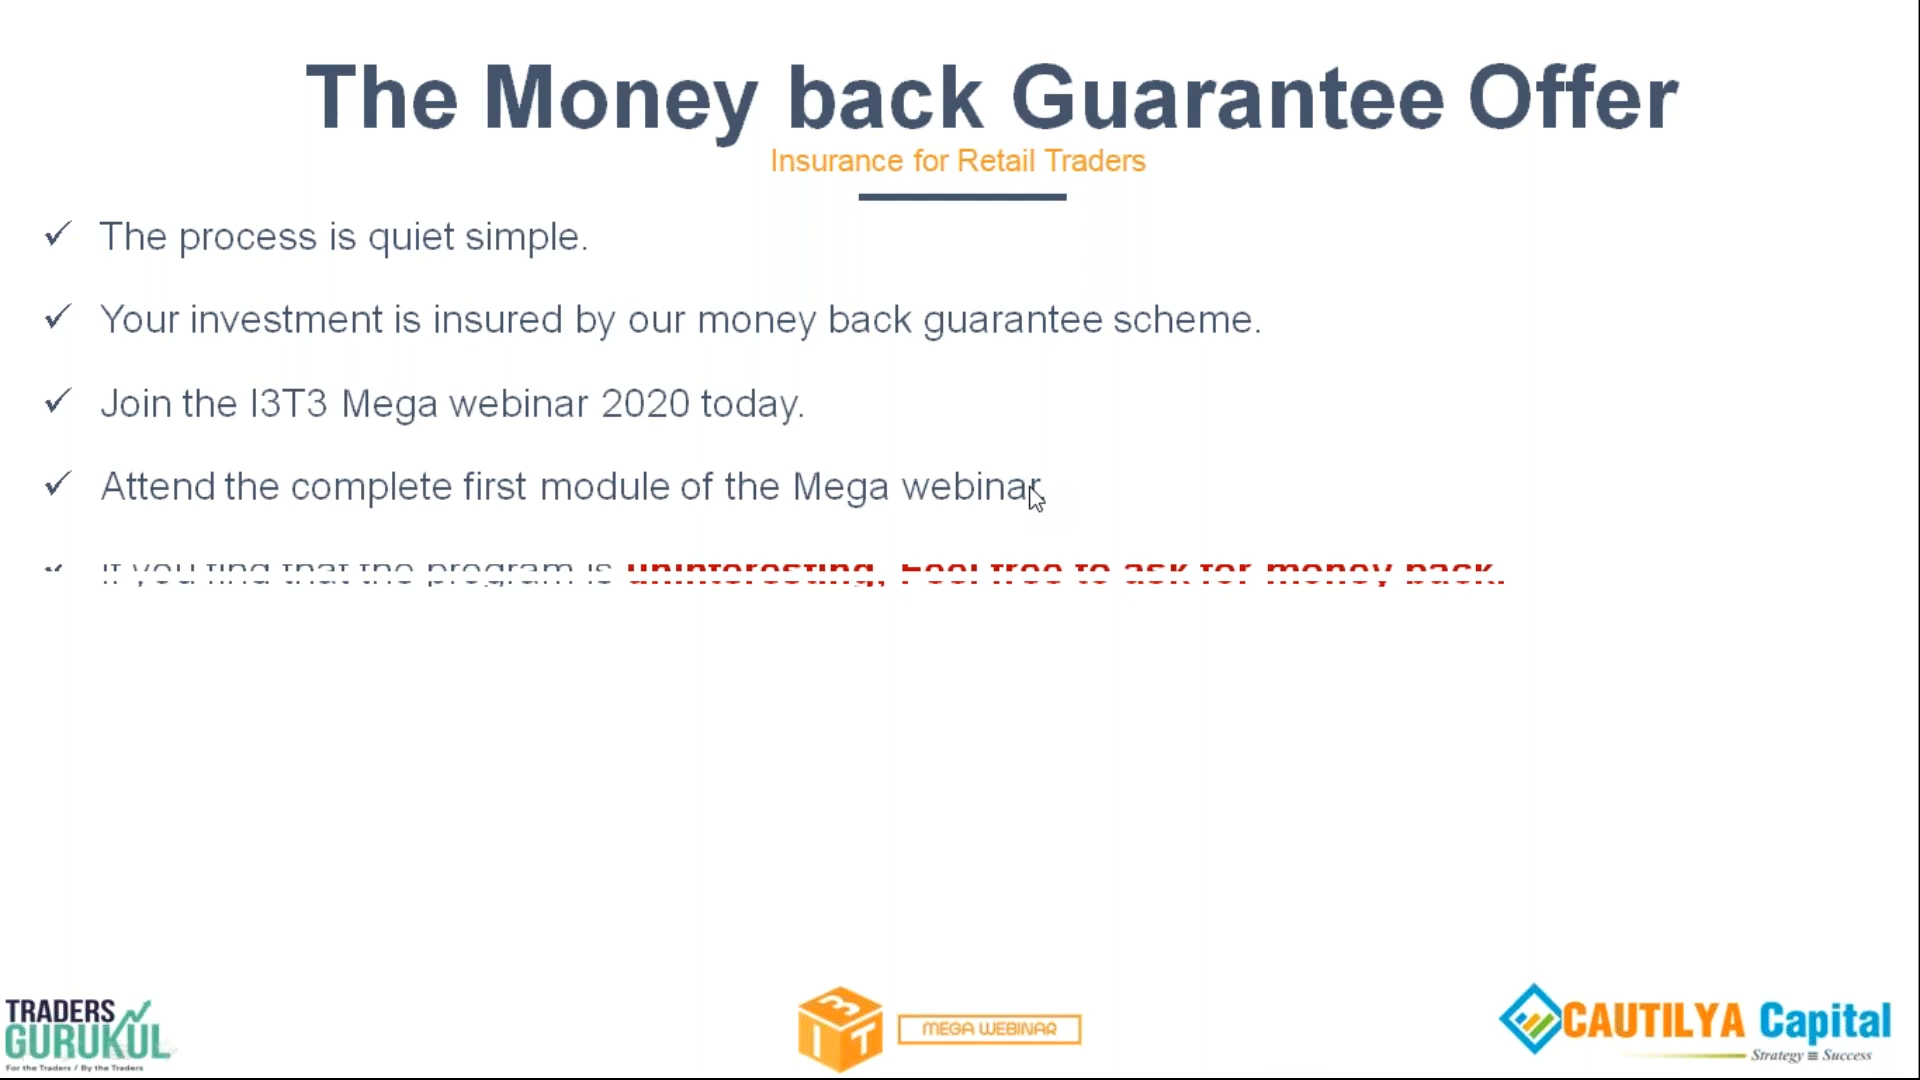 The Money back Guarantee Offer
Insurance for Retail Traders
✓ The process is quiet simple.
✓ Your investment is insured by our money back guarantee scheme.
✓ Join the I3T3 Mega webinar 2020 today.
✓ Attend the complete first module of the Mega webinar
✓ If you find that the program is uninteresting, Feel free to ask for money back.
TRADERS
GURUKUL
For the Traders / By the Traders
I 3 T
MEGA WEBINAR
CAUTILYA Capital
Strategy ≡ Success